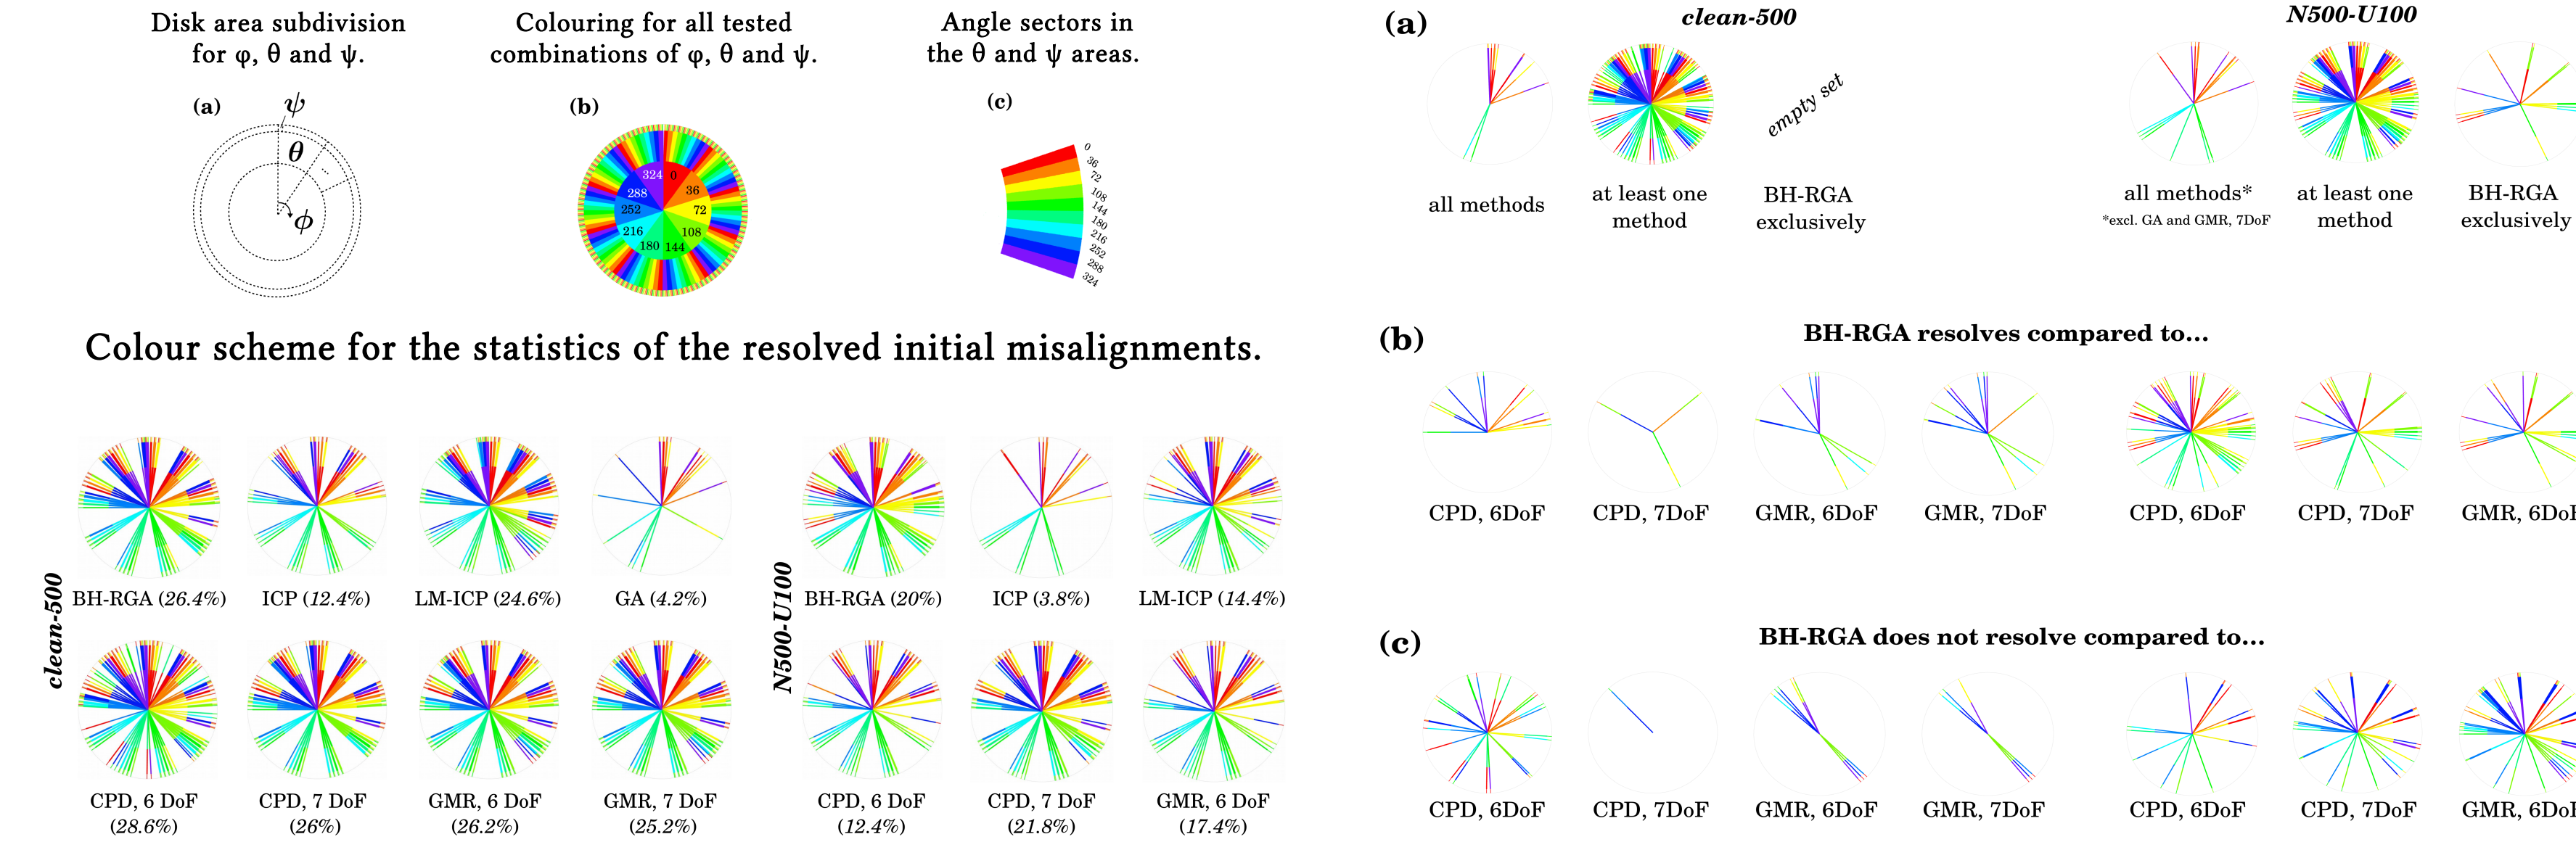 Disk area subdivision
for φ, θ and ψ.
Colouring for all tested
combinations of φ, θ and ψ.
Angle sectors in
the θ and ψ areas.
(a)
ψ
θ
...
ϕ
(b)
324
0
36
288
252
72
216
108
180
144
(c)
0
36
72
108
144
180
216
252
288
324
Colour scheme for the statistics of the resolved initial misalignments.
clean-500
BH-RGA (26.4%)
ICP (12.4%)
LM-ICP (24.6%)
GA (4.2%)
CPD, 6 DoF
(28.6%)
CPD, 7 DoF
(26%)
GMR, 6 DoF
(26.2%)
GMR, 7 DoF
(25.2%)
N500-U100
BH-RGA (20%)
ICP (3.8%)
LM-ICP (14.4%)
CPD, 6 DoF
(12.4%)
CPD, 7 DoF
(21.8%)
GMR, 6 DoF
(17.4%)
(a)
clean-500
N500-U100
empty set
all methods
at least one
method
BH-RGA
exclusively
all methods*
*excl. GA and GMR, 7DoF
at least one
method
BH-RGA
exclusively
(b)
BH-RGA resolves compared to...
CPD, 6DoF
CPD, 7DoF
GMR, 6DoF
GMR, 7DoF
CPD, 6DoF
CPD, 7DoF
GMR, 6DoF
(c)
BH-RGA does not resolve compared to...
CPD, 6DoF
CPD, 7DoF
GMR, 6DoF
GMR, 7DoF
CPD, 6DoF
CPD, 7DoF
GMR, 6DoF